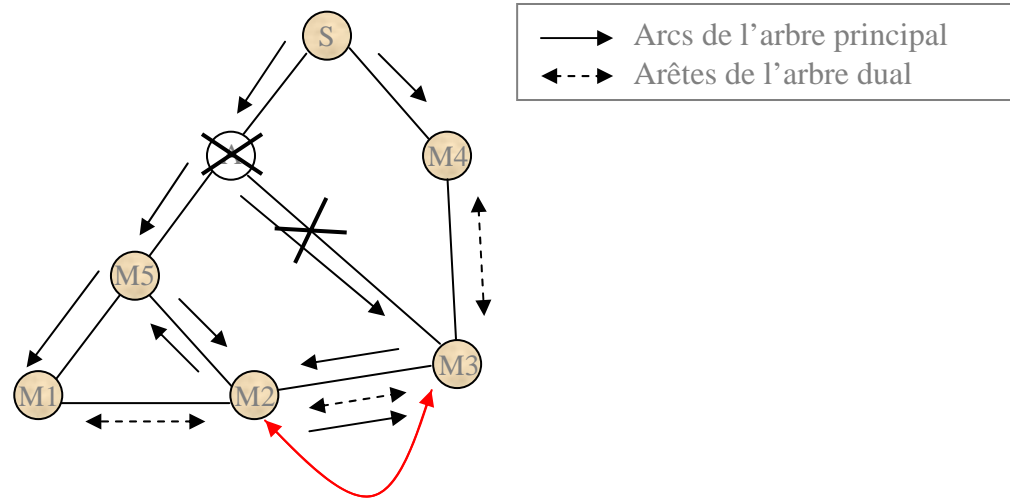 S
Arcs de l'arbre principal
Arêtes de l'arbre dual
A
M4
M5
M3
M1
M2